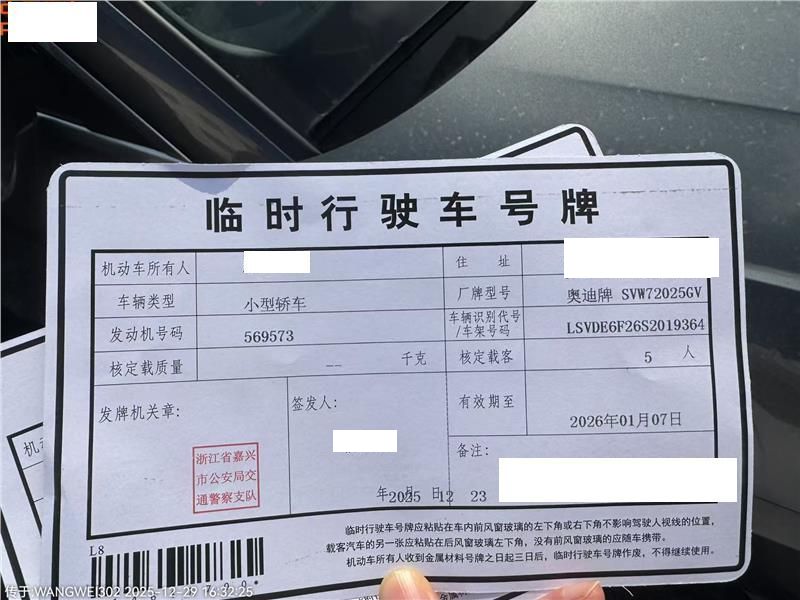 临时行驶车号牌
机动车所有人
住 址
车辆类型 小型轿车 厂牌型号 奥迪牌 SVW72025GV
发动机号码 569573 车辆识别代号/车架号码 LSVDE6F26S2019364
核定载质量 -- 千克 核定载客 5 人
发牌机关章: 签发人: 有效期至 2026年01月07日
浙江省嘉兴
市公安局交
通警察支队
备注:
年 月 日 2025 12 23
临时行驶车号牌应粘贴在车内前风窗玻璃的左下角或右下角不影响驾驶人视线的位置,
载客汽车的另一张应粘贴在后风窗玻璃左下角,没有前风窗玻璃的应随车携带。
机动车所有人收到金属材料号牌之日起三日后,临时行驶车号牌作废,不得继续使用。
L8
机动
传于:WANGWEI302 2025-12-29 16:32:25